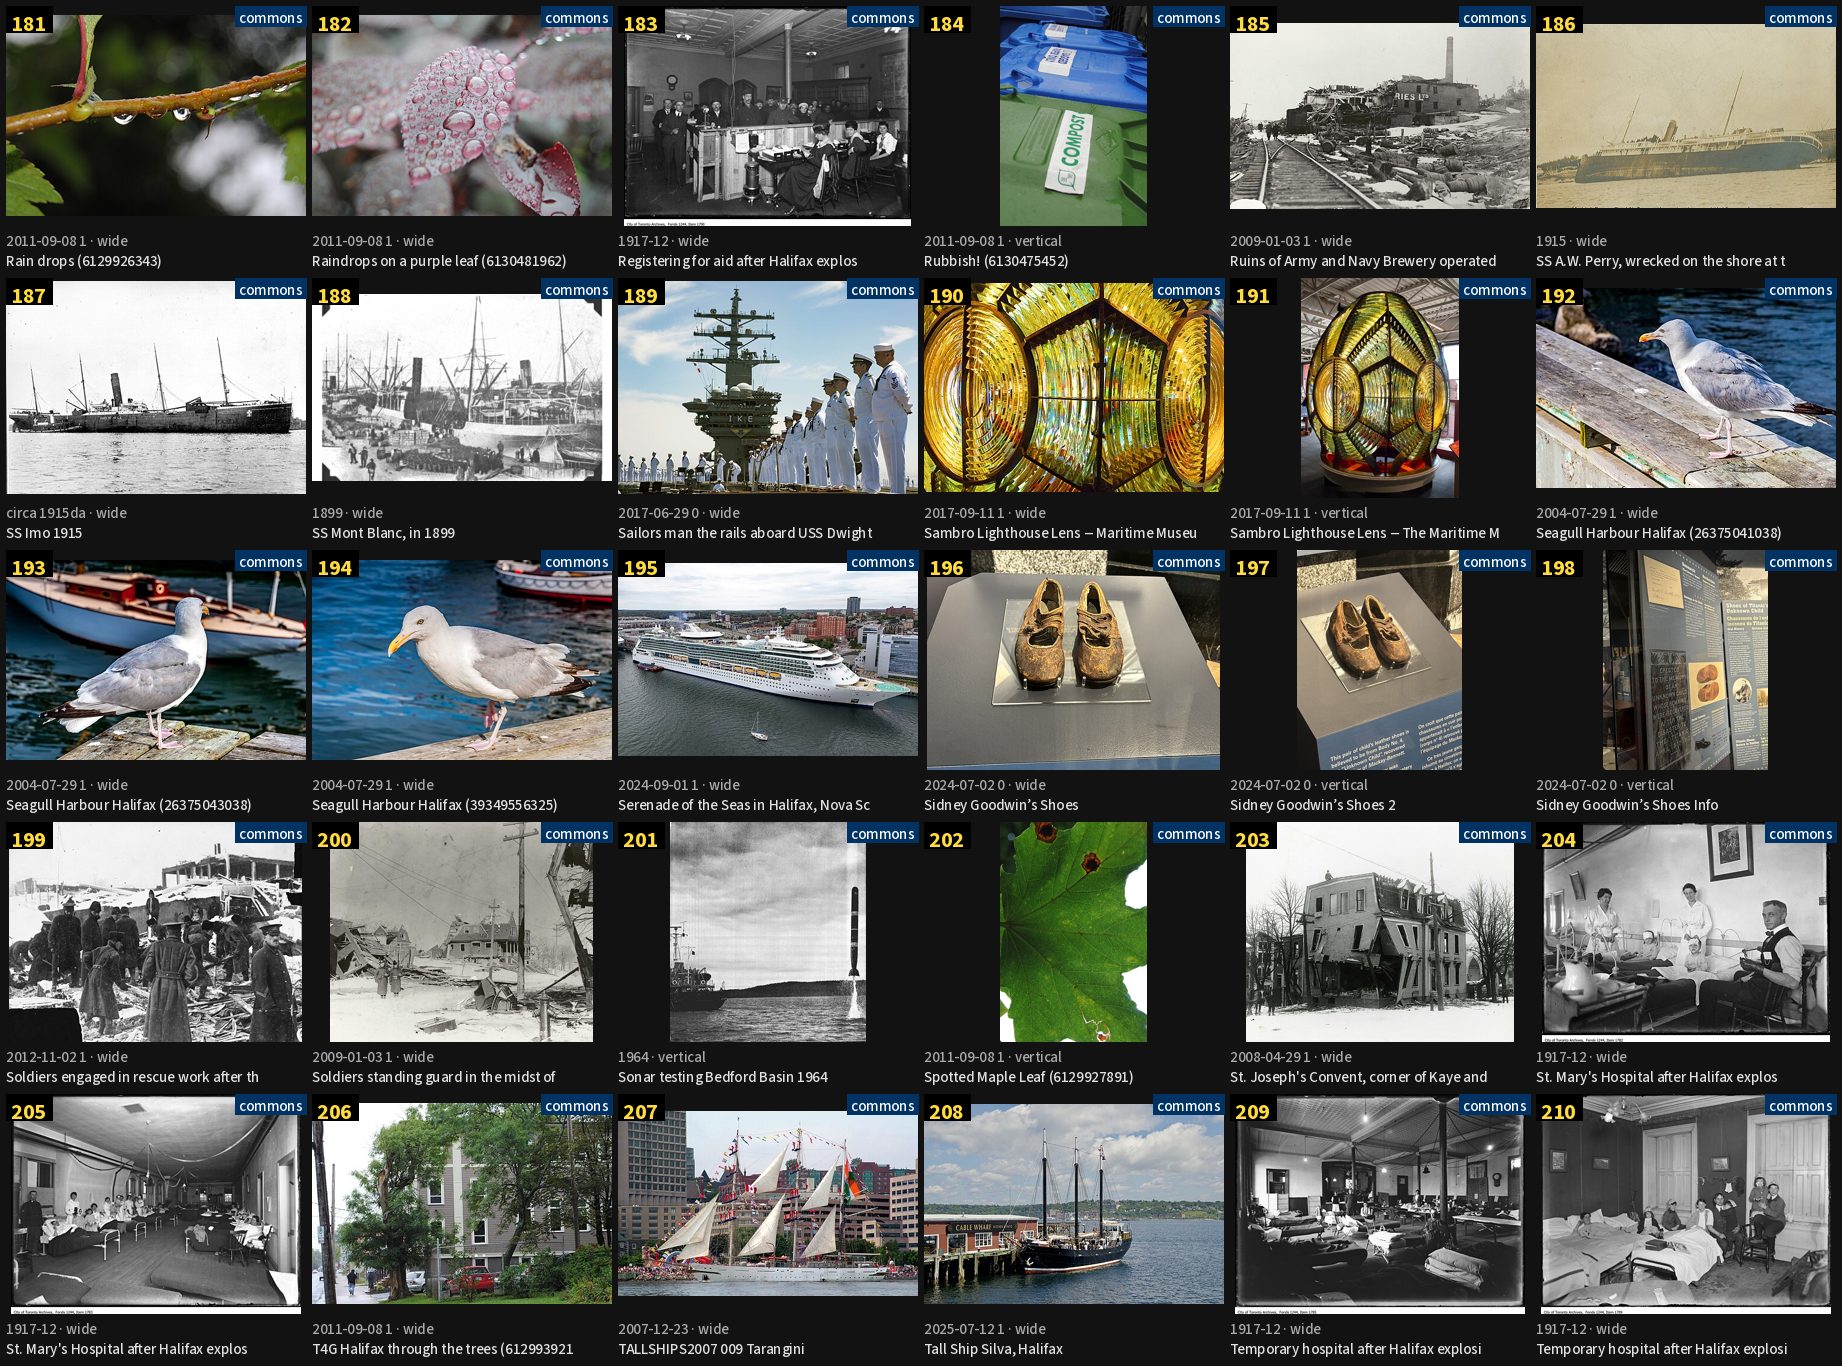 181 commons
2011-09-08 1 · wide
Rain drops (6129926343)
182 commons
2011-09-08 1 · wide
Raindrops on a purple leaf (6130481962)
183 commons
1917-12 · wide
Registering for aid after Halifax explos
184 commons
COMPOST
2011-09-08 1 · vertical
Rubbish! (6130475452)
185 commons
RIES LTD
2009-01-03 1 · wide
Ruins of Army and Navy Brewery operated
186 commons
1915 · wide
SS A.W. Perry, wrecked on the shore at t
187 commons
circa 1915da · wide
SS Imo 1915
188 commons
1899 · wide
SS Mont Blanc, in 1899
189 commons
IKE
2017-06-29 0 · wide
Sailors man the rails aboard USS Dwight
190 commons
2017-09-11 1 · wide
Sambro Lighthouse Lens – Maritime Museu
191 commons
2017-09-11 1 · vertical
Sambro Lighthouse Lens – The Maritime M
192 commons
2004-07-29 1 · wide
Seagull Harbour Halifax (26375041038)
193 commons
2004-07-29 1 · wide
Seagull Harbour Halifax (26375043038)
194 commons
2004-07-29 1 · wide
Seagull Harbour Halifax (39349556325)
195 commons
2024-09-01 1 · wide
Serenade of the Seas in Halifax, Nova Sc
196 commons
2024-07-02 0 · wide
Sidney Goodwin’s Shoes
197 commons
2024-07-02 0 · vertical
Sidney Goodwin’s Shoes 2
198 commons
2024-07-02 0 · vertical
Sidney Goodwin’s Shoes Info
199 commons
2012-11-02 1 · wide
Soldiers engaged in rescue work after th
200 commons
2009-01-03 1 · wide
Soldiers standing guard in the midst of
201 commons
1964 · vertical
Sonar testing Bedford Basin 1964
202 commons
2011-09-08 1 · vertical
Spotted Maple Leaf (6129927891)
203 commons
2008-04-29 1 · wide
St. Joseph's Convent, corner of Kaye and
204 commons
1917-12 · wide
St. Mary's Hospital after Halifax explos
205 commons
1917-12 · wide
St. Mary's Hospital after Halifax explos
206 commons
2011-09-08 1 · wide
T4G Halifax through the trees (612993921
207 commons
2007-12-23 · wide
TALLSHIPS2007 009 Tarangini
208 commons
CABLE WHARF
2025-07-12 1 · wide
Tall Ship Silva, Halifax
209 commons
1917-12 · wide
Temporary hospital after Halifax explosi
210 commons
1917-12 · wide
Temporary hospital after Halifax explosi